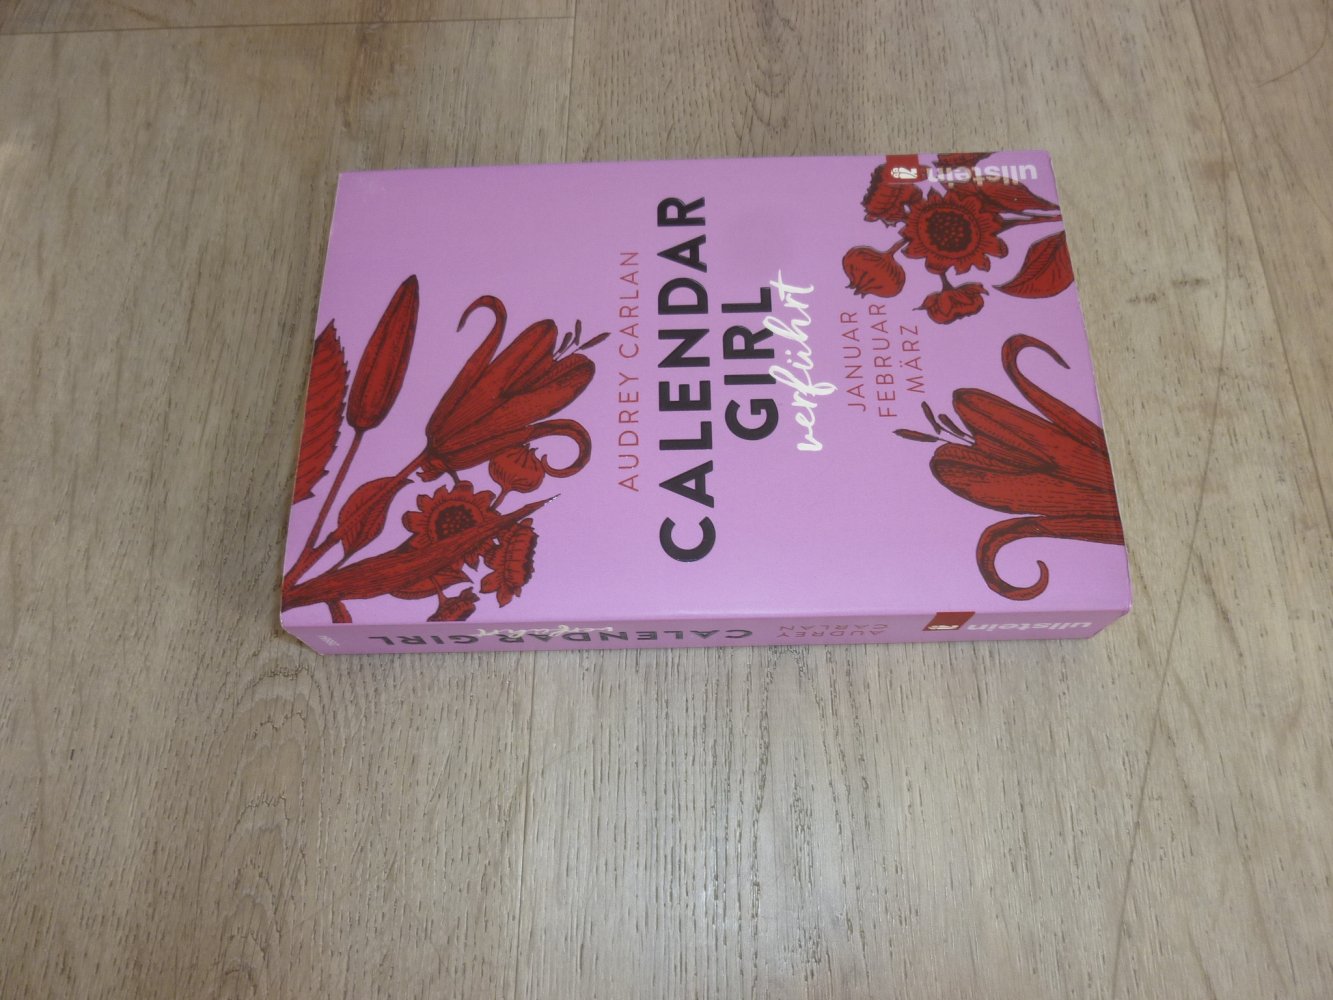 AUDREY CARLAN
CALENDAR
GIRL
verführt
JANUAR
FEBRUAR
MÄRZ
ullstein
CALENDAR GIRL
verführt
AUDREY
CARLAN
ullstein